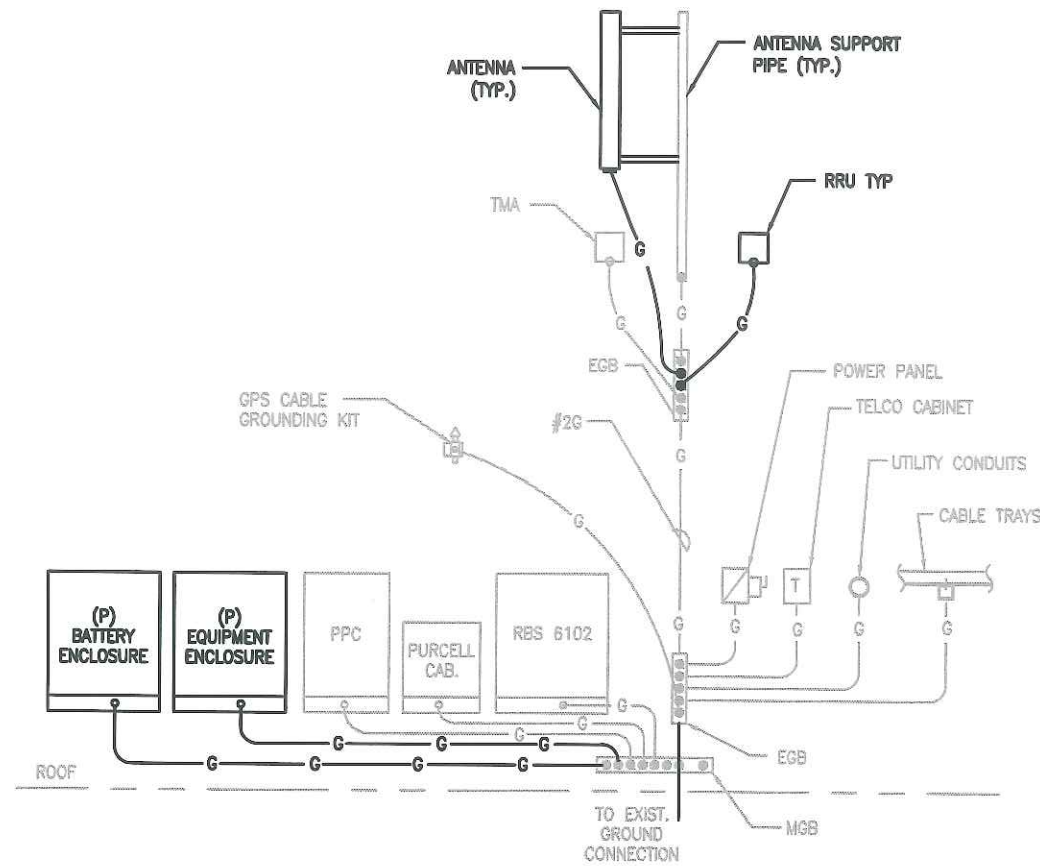 ANTENNA
(TYP.)
ANTENNA SUPPORT
PIPE (TYP.)
TMA
RRU TYP
G
G
G
G
EGB
GPS CABLE
GROUNDING KIT
#2G
G
POWER PANEL
TELCO CABINET
UTILITY CONDUITS
CABLE TRAYS
G
T
G
G
G
G
G
(P)
BATTERY
ENCLOSURE
(P)
EQUIPMENT
ENCLOSURE
PPC
PURCELL
CAB.
RBS 6102
G
G
G
G
G
G
G
G
G
G
EGB
ROOF
TO EXIST.
GROUND
CONNECTION
MGB